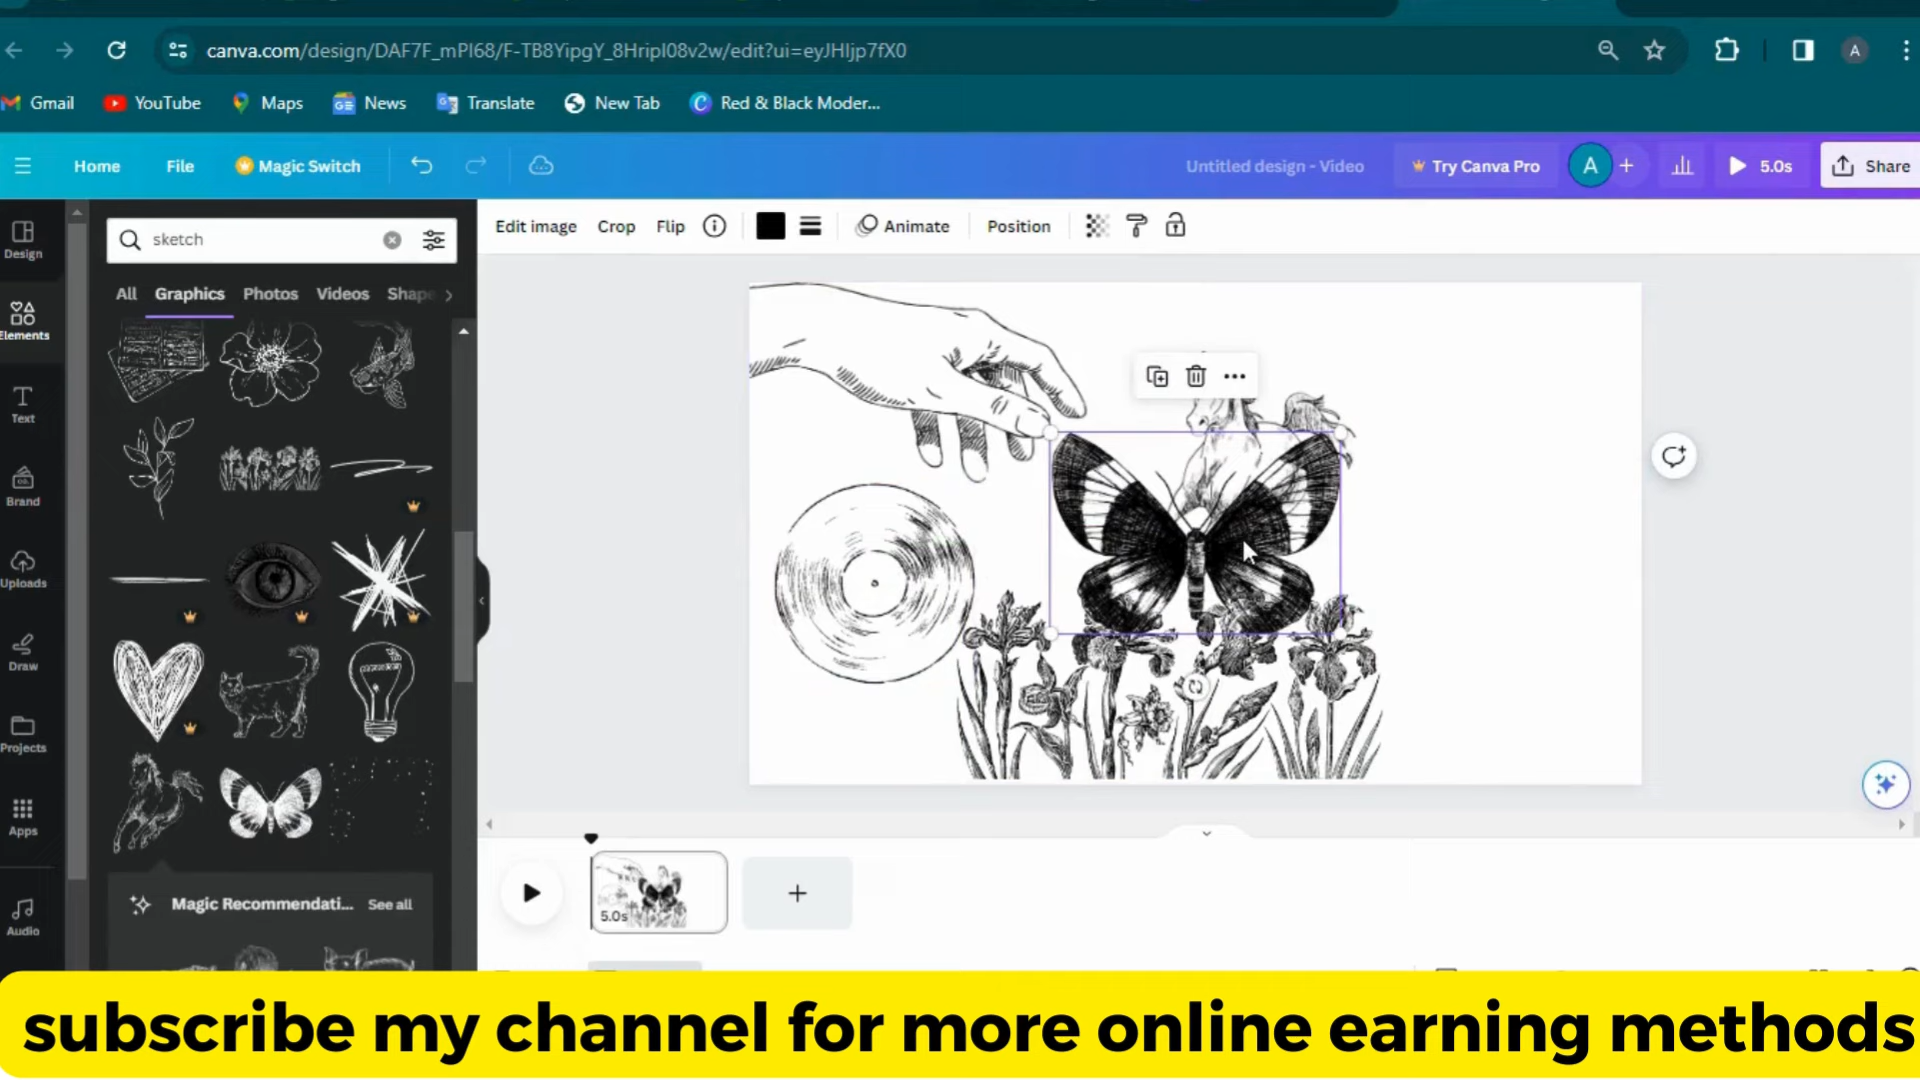 canva.com/design/DAF7F_mPl68/F-TB8YipgY_8Hripl08v2w/edit?ui=eyJHIjp7fX0
A
Gmail
YouTube
Maps
News
Translate
New Tab
Red & Black Moder...
Home
File
Magic Switch
Untitled design - Video
Try Canva Pro
A
5.0s
Share
Design
Elements
Text
Brand
Uploads
Draw
Projects
Apps
Audio
sketch
All
Graphics
Photos
Videos
Shape
Magic Recommendati...
See all
Edit image
Crop
Flip
Animate
Position
5.0s
subscribe my channel for more online earning methods